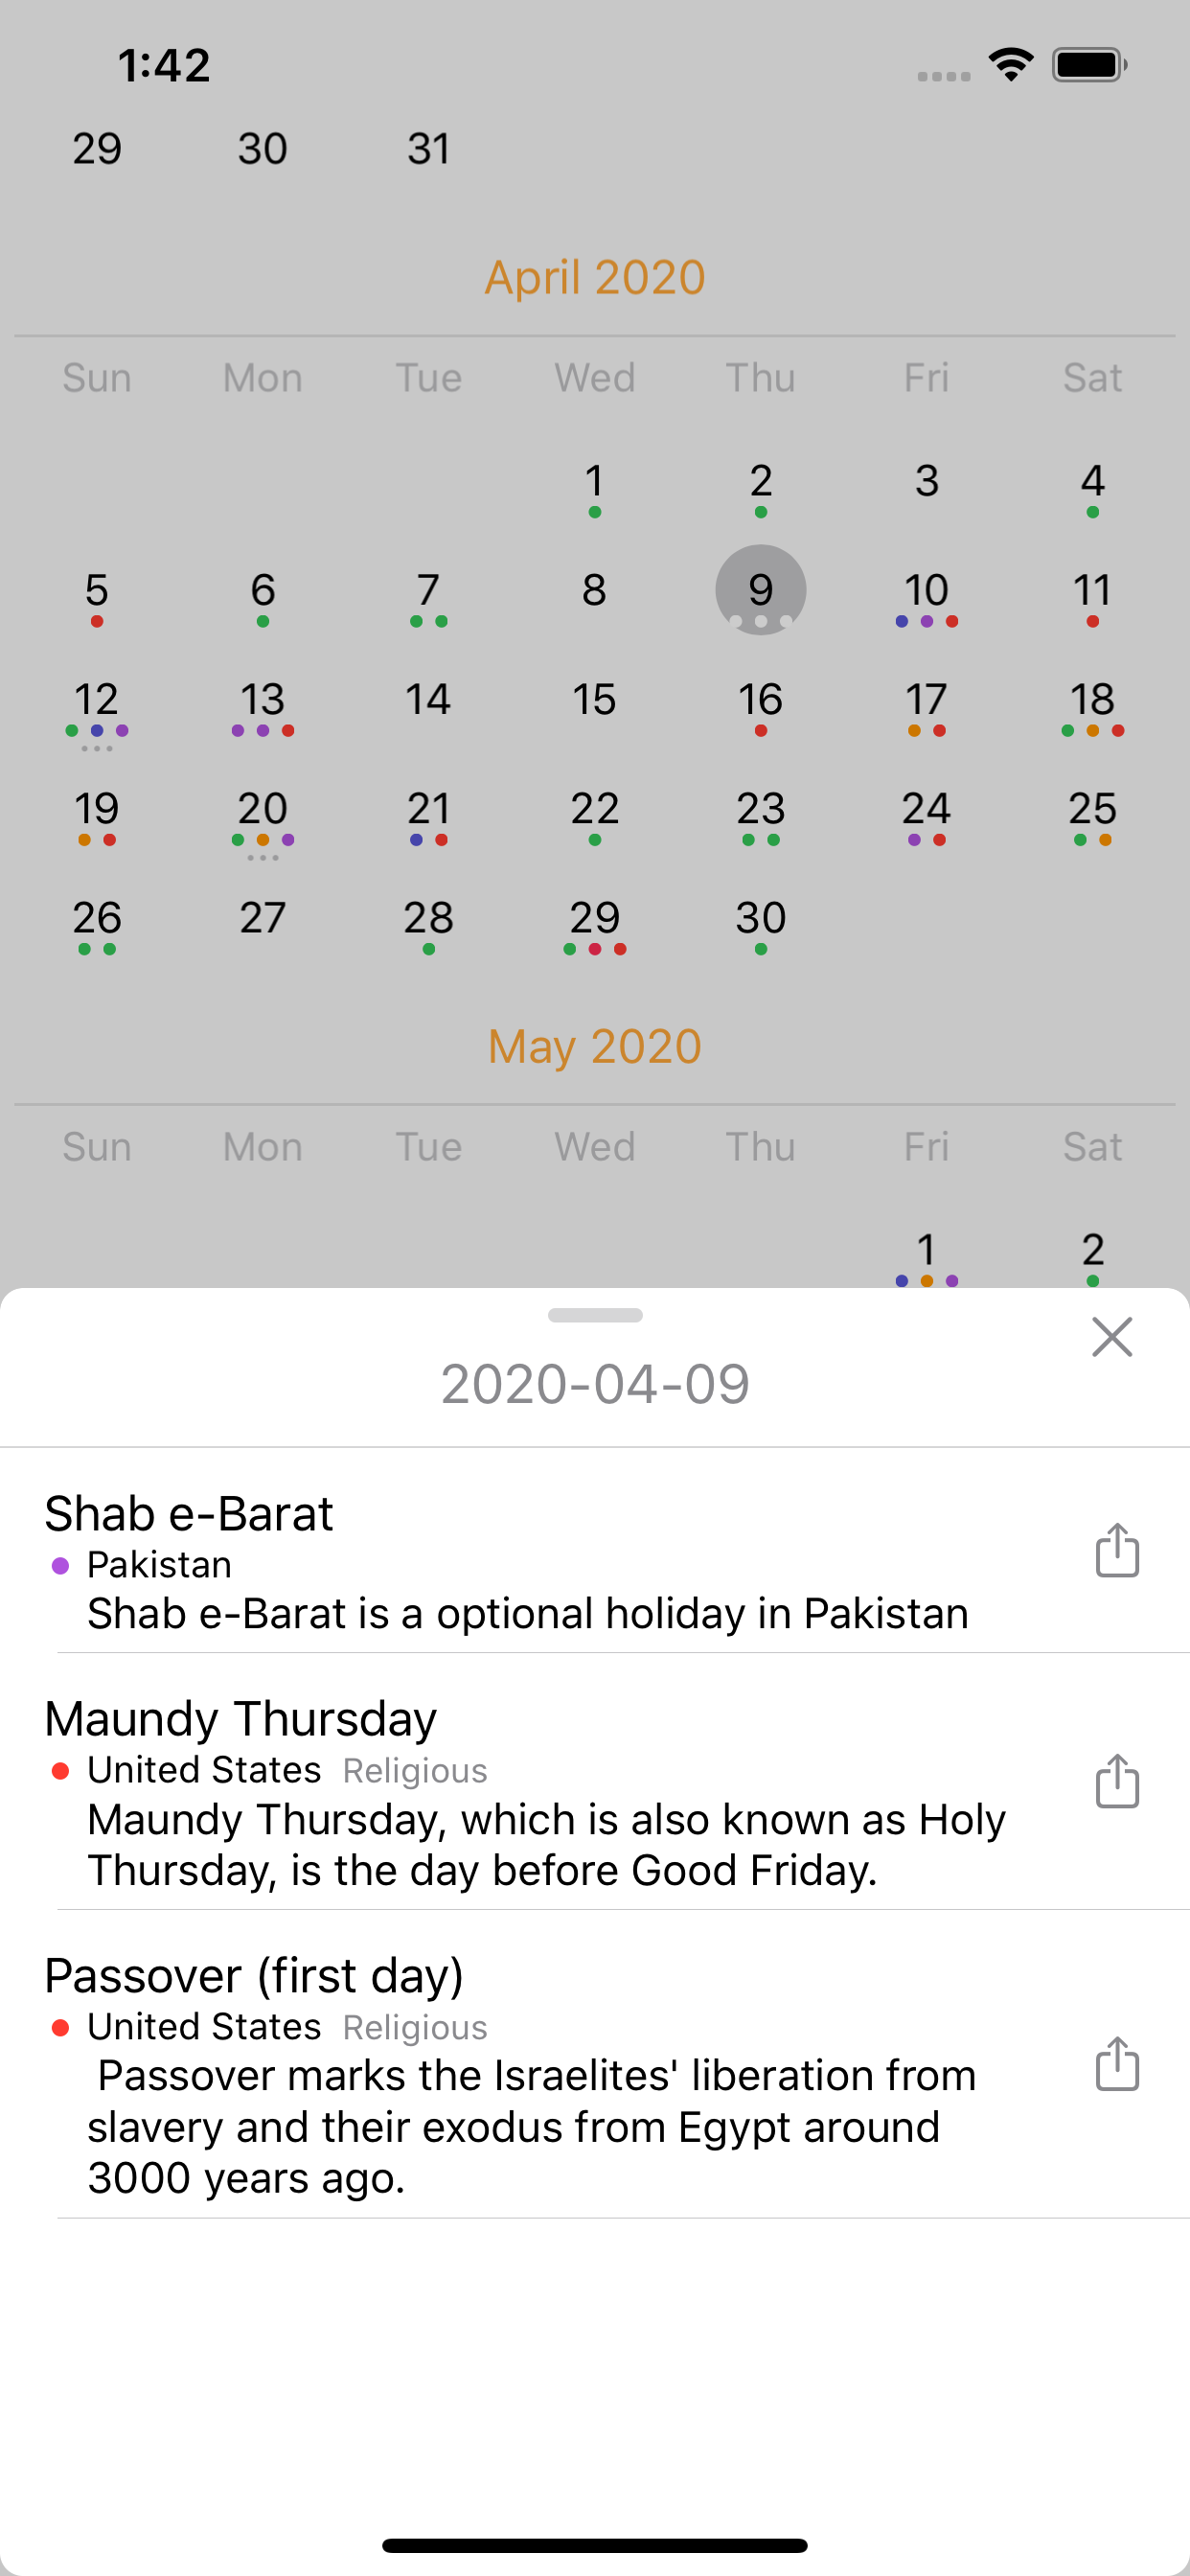 1:42
29 30 31
April 2020
Sun Mon Tue Wed Thu Fri Sat
1 2 3 4
5 6 7 8 9 10 11
12 13 14 15 16 17 18
19 20 21 22 23 24 25
26 27 28 29 30
May 2020
Sun Mon Tue Wed Thu Fri Sat
1 2
2020-04-09
Shab e-Barat
Pakistan
Shab e-Barat is a optional holiday in Pakistan
Maundy Thursday
United States Religious
Maundy Thursday, which is also known as Holy
Thursday, is the day before Good Friday.
Passover (first day)
United States Religious
Passover marks the Israelites' liberation from
slavery and their exodus from Egypt around
3000 years ago.